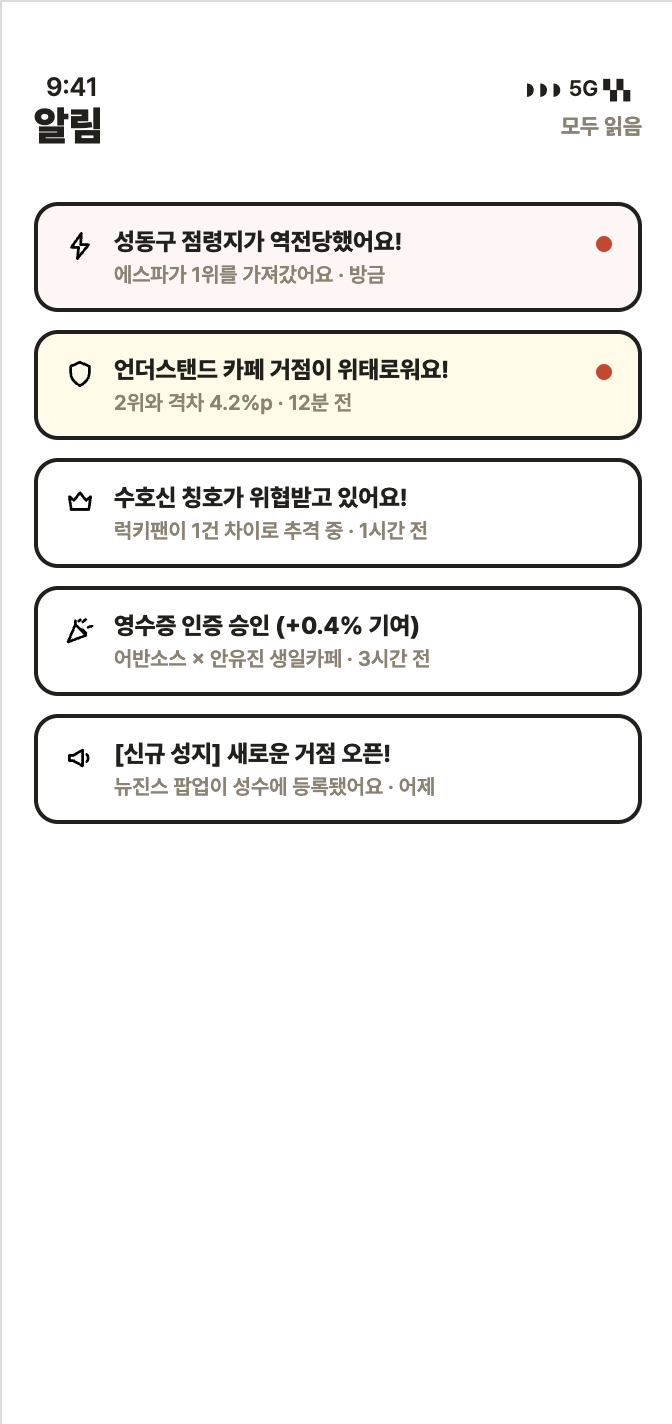 9:41
5G
알림
모두 읽음
성동구 점령지가 역전당했어요!
에스파가 1위를 가져갔어요 · 방금
언더스탠드 카페 거점이 위태로워요!
2위와 격차 4.2%p · 12분 전
수호신 칭호가 위협받고 있어요!
럭키팬이 1건 차이로 추격 중 · 1시간 전
영수증 인증 승인 (+0.4% 기여)
어반소스 × 안유진 생일카페 · 3시간 전
[신규 성지] 새로운 거점 오픈!
뉴진스 팝업이 성수에 등록됐어요 · 어제